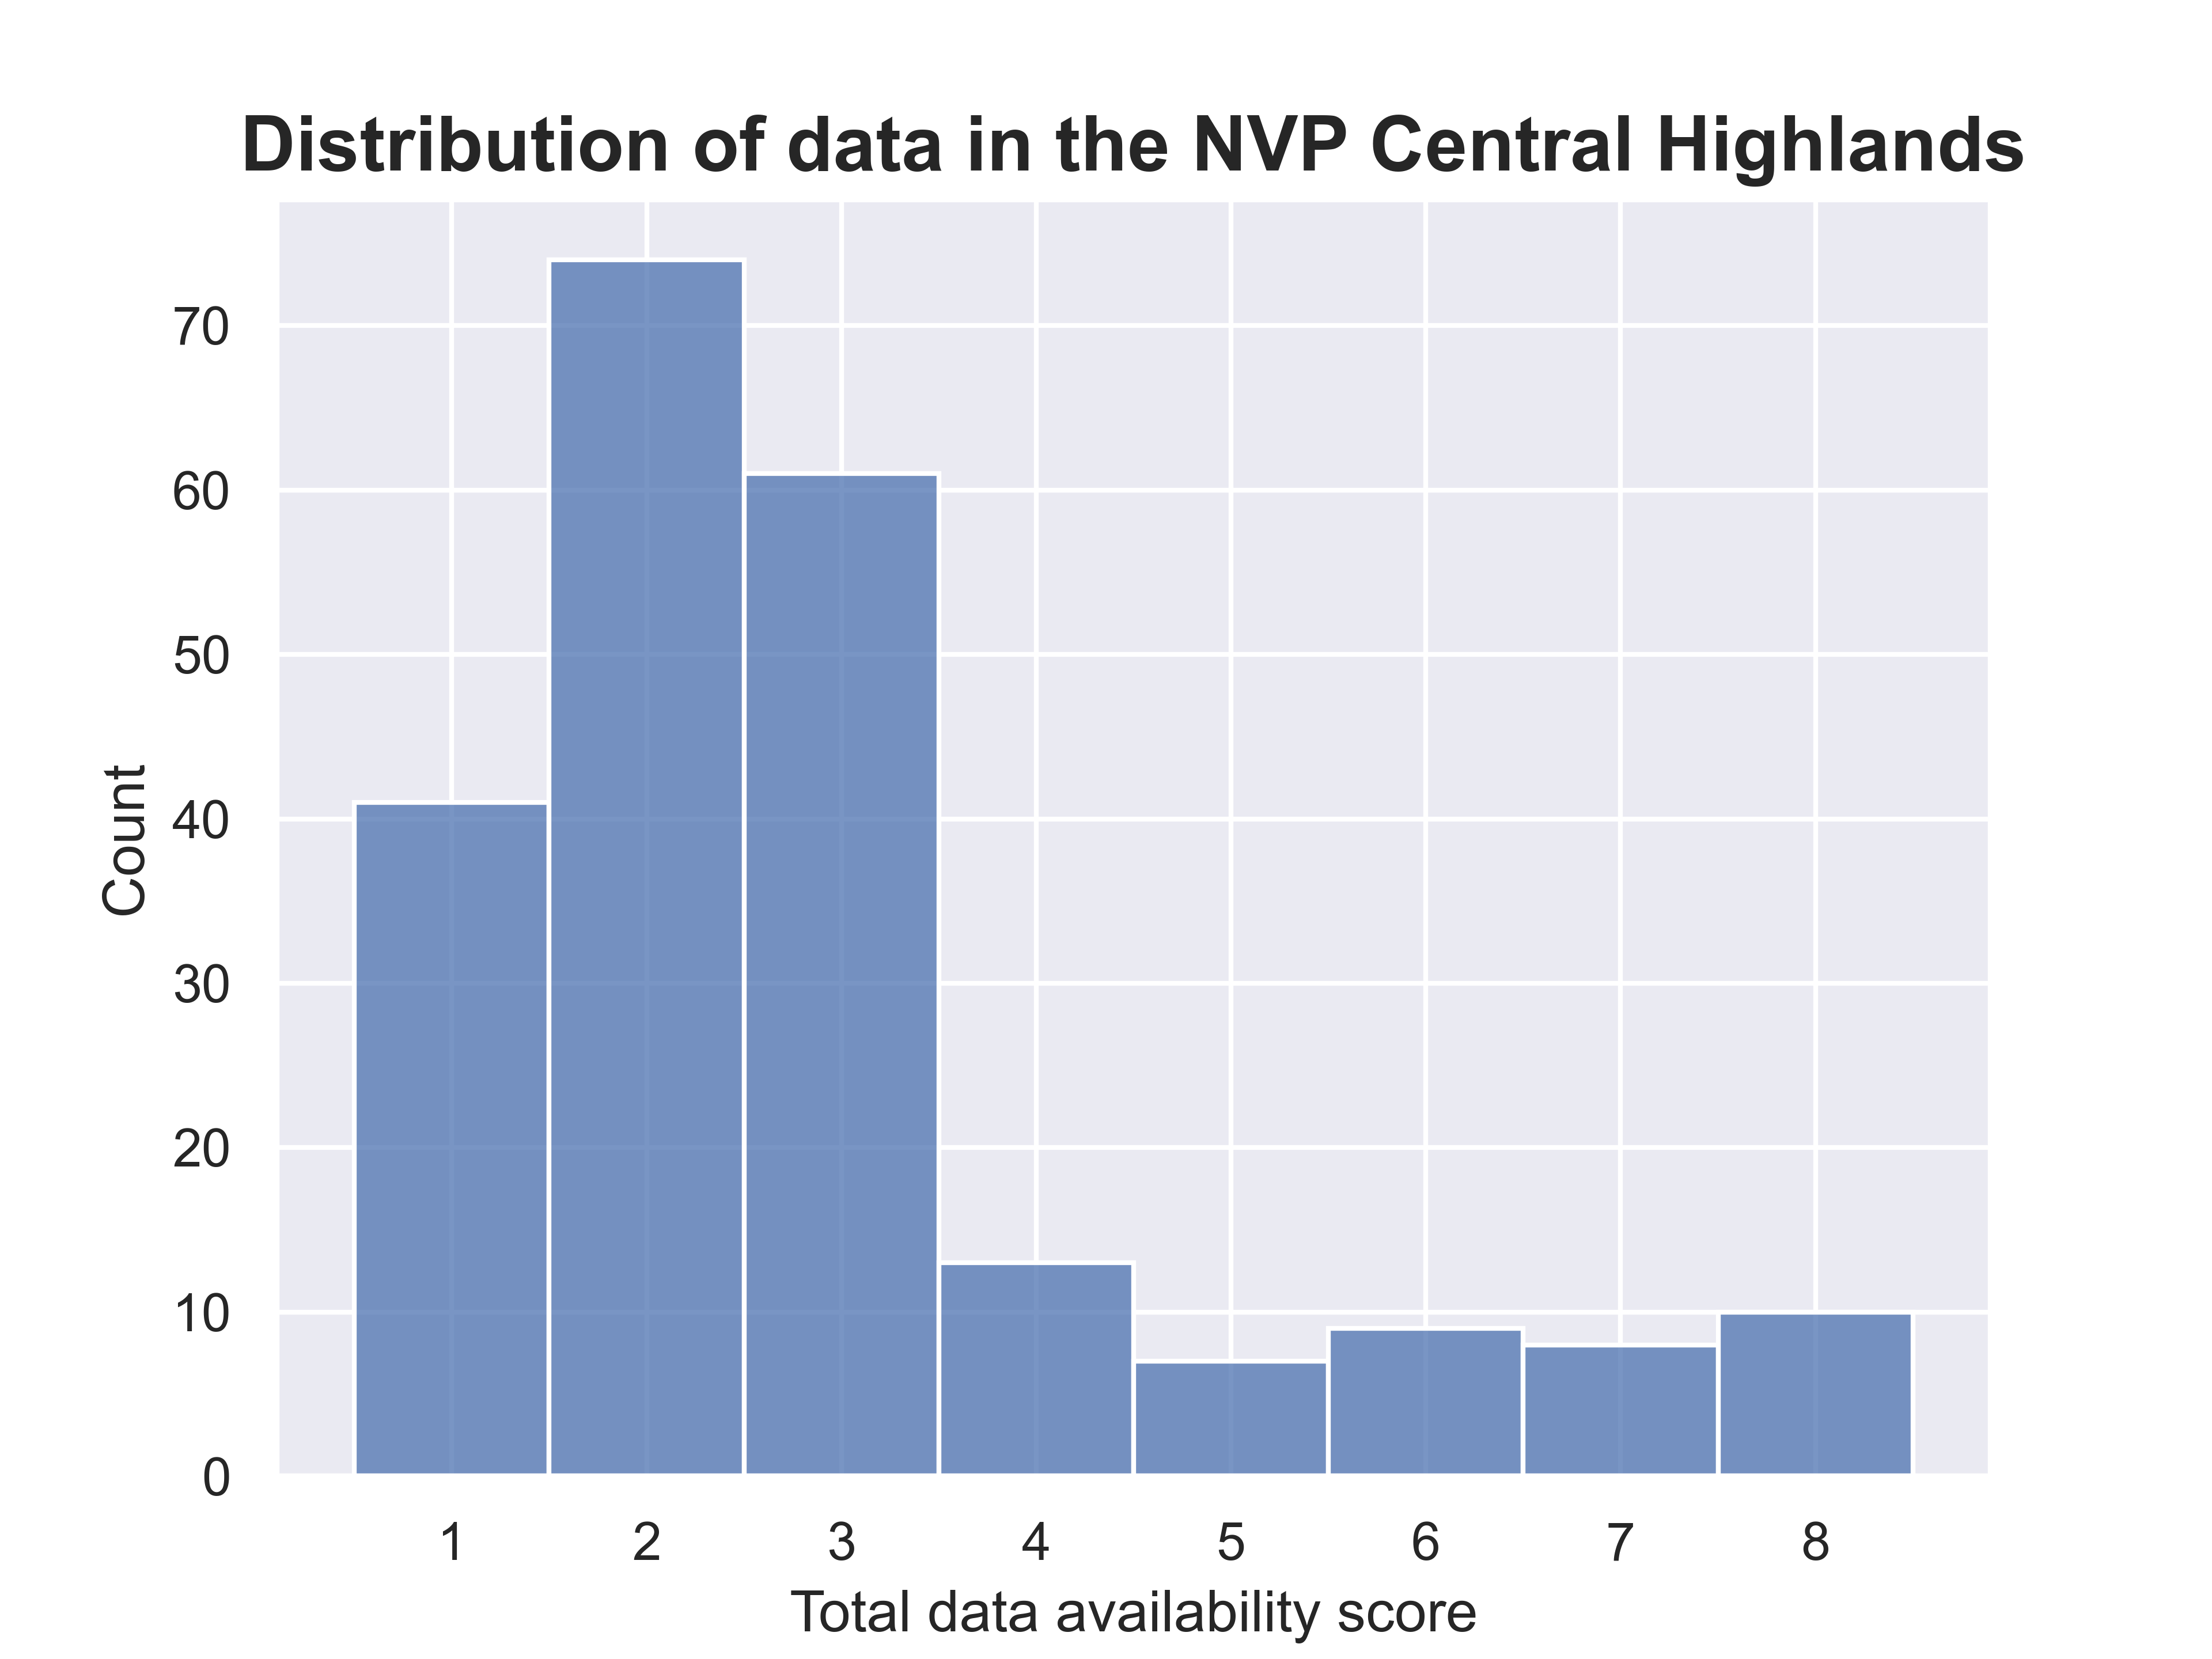 Distribution of data in the NVP Central Highlands
70
60
50
40
30
20
10
0
Count
1 2 3 4 5 6 7 8
Total data availability score